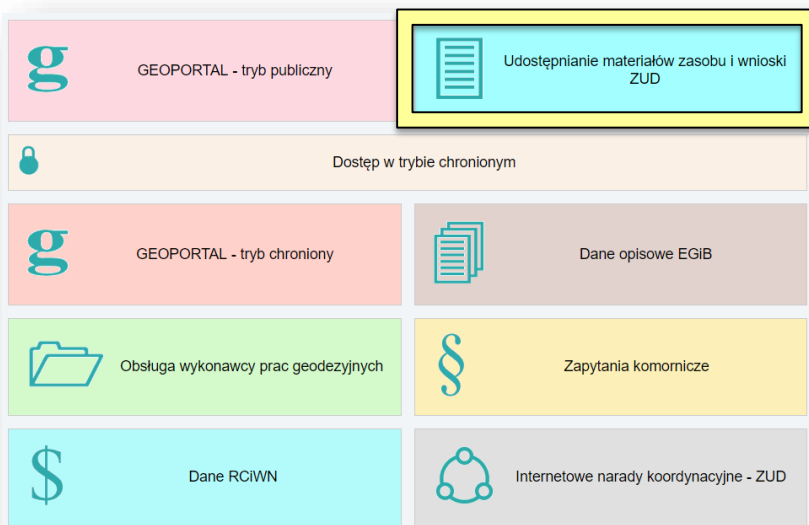 g
GEOPORTAL - tryb publiczny
Udostępnianie materiałów zasobu i wnioski
ZUD
Dostęp w trybie chronionym
g
GEOPORTAL - tryb chroniony
Dane opisowe EGiB
Obsługa wykonawcy prac geodezyjnych
§
Zapytania komornicze
$
Dane RCiWN
Internetowe narady koordynacyjne - ZUD